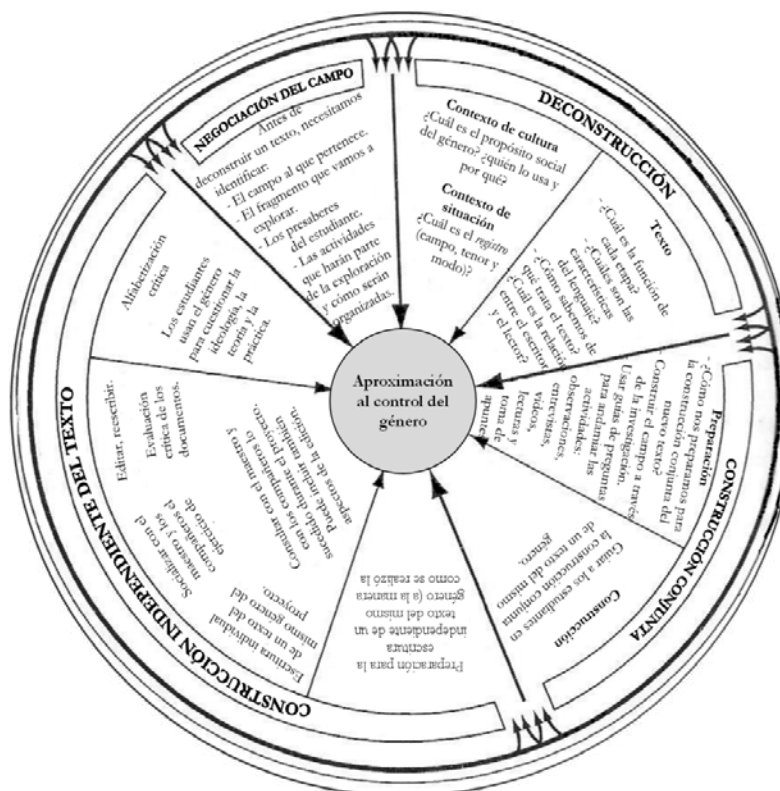 NEGOCIACIÓN DEL CAMPO
Antes de
deconstruir un texto, necesitamos
identificar:
- El campo al que pertenece.
- El fragmento que vamos a
explorar.
- Los presaberes
del estudiante.
- Las actividades
que harán parte
de la exploración
y cómo serán
organizadas.
DECONSTRUCCIÓN
Contexto de cultura
¿Cuál es el propósito social
del género? ¿quién lo usa y
por qué?
Contexto de
situación
¿Cuál es el registro
(campo, tenor y
modo)?
Texto
- ¿Cuál es la función de
cada etapa?
- ¿Cuáles son las
características
del lenguaje?
- ¿Cómo sabemos de
qué trata el texto?
¿Cuál es la relación
entre el escritor
y el lector?
CONSTRUCCIÓN CONJUNTA
Preparación
- ¿Cómo nos preparamos para
la construcción conjunta del
nuevo texto?
Construir el campo a través
de la investigación.
Usar guías de preguntas
para andamiar las
actividades:
observaciones,
entrevistas,
videos,
lecturas y
toma de
apunte
Construcción
Guiar a los estudiantes en
la construcción conjunta
de un texto del mismo
género.
CONSTRUCCIÓN INDEPENDIENTE DEL TEXTO
Preparación para la
escritura
independiente de un
texto del mismo
género (a la manera
como se realizó la
Escritura individual
de un texto del
mismo género del
proyecto.
Socializar con el
maestro y los
compañeros el
ejercicio de
Consultar con el maestro y
con los compañeros lo
sucedido durante el proyecto.
Puede incluir también
aspectos de la edición.
Editar, reescribir.
Evaluación
crítica de los
documentos.
Alfabetización
crítica
Los estudiantes
usan el género
para cuestionar la
ideología, la
teoría y la
práctica.
Aproximación
al control del
género